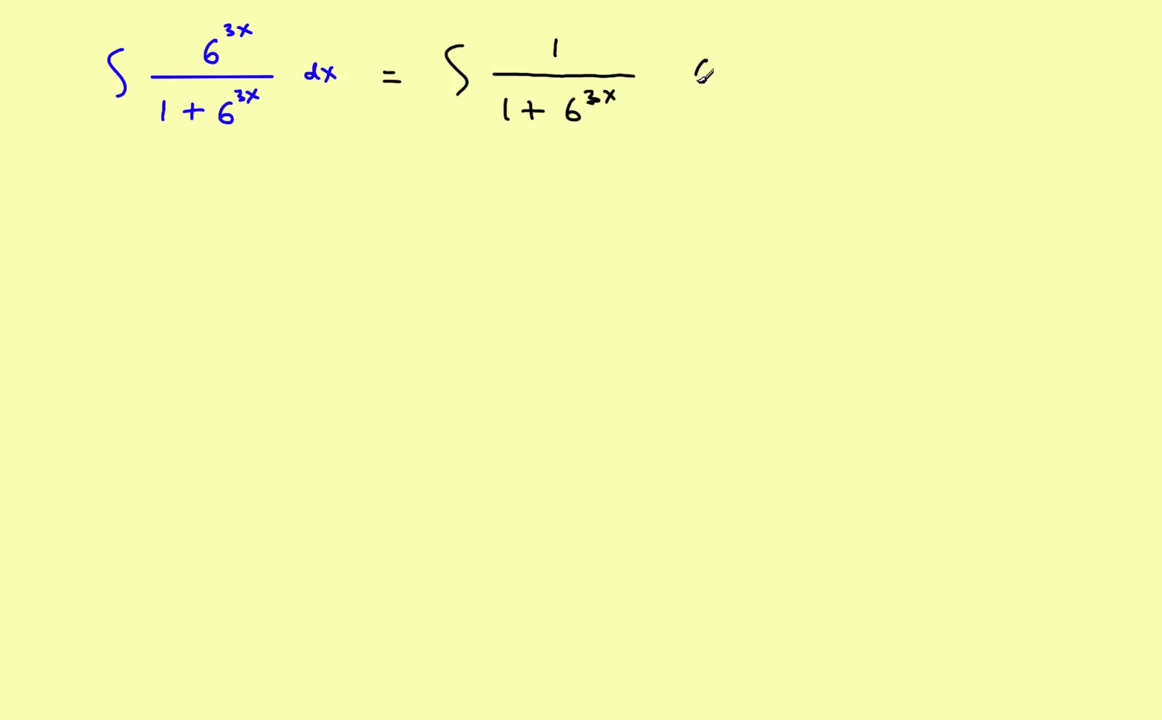 ∫ 6^{3x} / (1 + 6^{3x}) dx = ∫ 1 / (1 + 6^{3x})